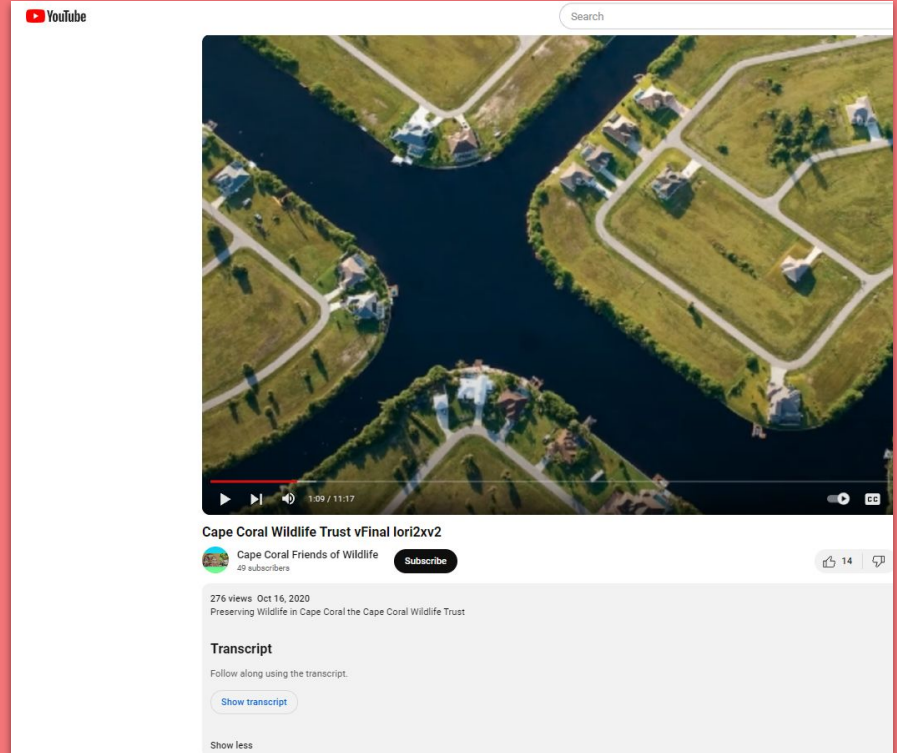 YouTube
Search
1:09 / 11:17
CC
Cape Coral Wildlife Trust vFinal lori2xv2
Cape Coral Friends of Wildlife
49 subscribers
Subscribe
14
276 views Oct 16, 2020
Preserving Wildlife in Cape Coral the Cape Coral Wildlife Trust
Transcript
Follow along using the transcript.
Show transcript
Show less